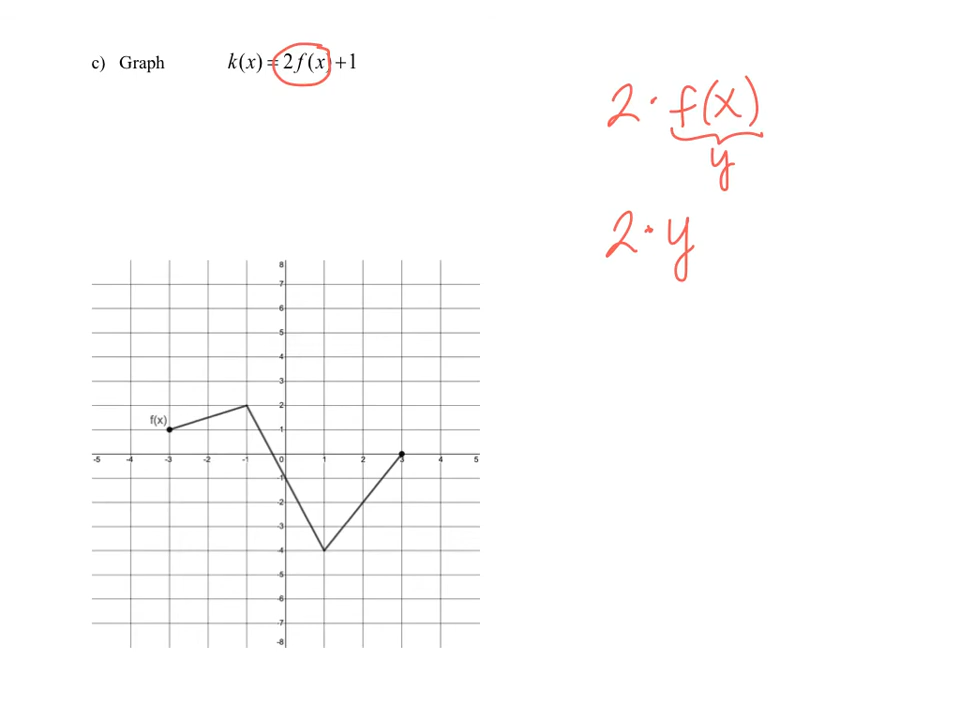 c) Graph k(x) = 2f(x) + 1
2 · f(x)
y
2 · y
8
7
6
5
4
3
2
f(x)
1
-5 -4 -3 -2 -1 0 1 2 3 4 5
-1
-2
-3
-4
-5
-6
-7
-8